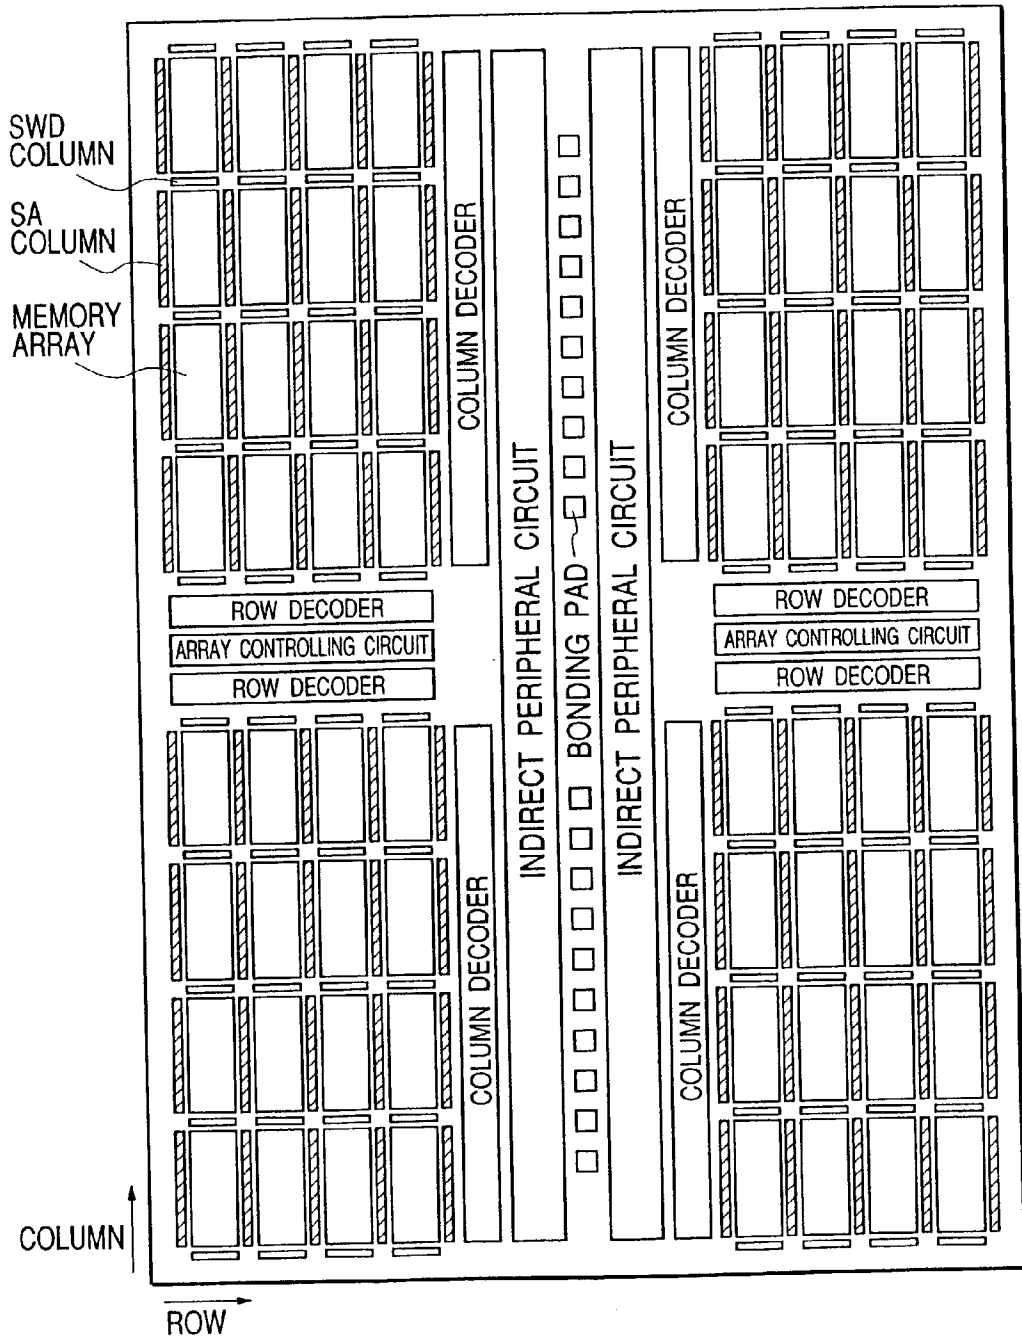 SWD
COLUMN
SA
COLUMN
MEMORY
ARRAY
COLUMN DECODER
INDIRECT PERIPHERAL CIRCUIT
BONDING PAD
INDIRECT PERIPHERAL CIRCUIT
COLUMN DECODER
ROW DECODER
ARRAY CONTROLLING CIRCUIT
ROW DECODER
ROW DECODER
ARRAY CONTROLLING CIRCUIT
ROW DECODER
COLUMN DECODER
COLUMN DECODER
COLUMN
ROW